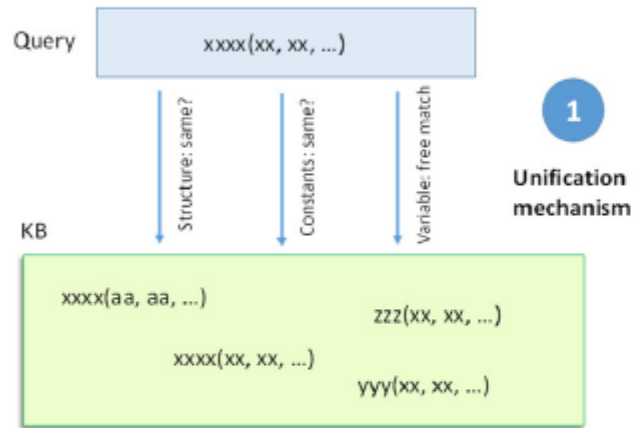 Query
xxxx(xx, xx, ...)
Structure: same?
Constants: same?
Variable: free match
1
Unification
mechanism
KB
xxxx(aa, aa, ...)
zzz(xx, xx, ...)
xxxx(xx, xx, ...)
yyy(xx, xx, ...)